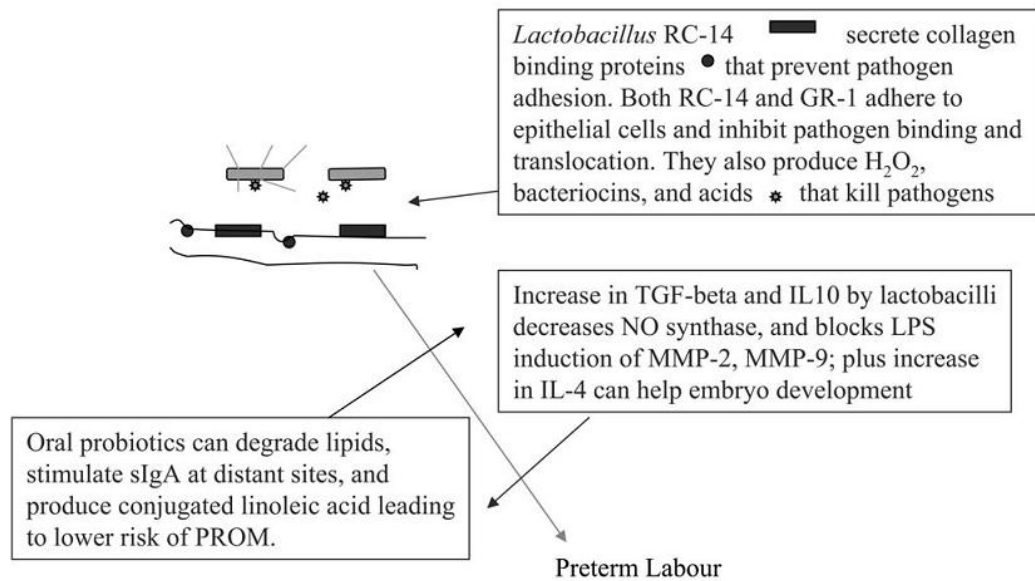 Lactobacillus RC-14 secrete collagen
binding proteins that prevent pathogen
adhesion. Both RC-14 and GR-1 adhere to
epithelial cells and inhibit pathogen binding and
translocation. They also produce H₂O₂,
bacteriocins, and acids that kill pathogens
Increase in TGF-beta and IL10 by lactobacilli
decreases NO synthase, and blocks LPS
induction of MMP-2, MMP-9; plus increase
in IL-4 can help embryo development
Oral probiotics can degrade lipids,
stimulate sIgA at distant sites, and
produce conjugated linoleic acid leading
to lower risk of PROM.
Preterm Labour